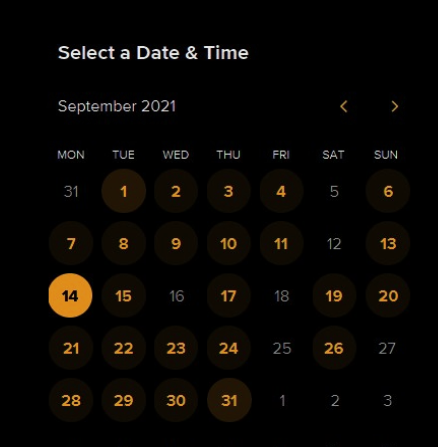 Select a Date & Time
September 2021
MON TUE WED THU FRI SAT SUN
31 1 2 3 4 5 6
7 8 9 10 11 12 13
14 15 16 17 18 19 20
21 22 23 24 25 26 27
28 29 30 31 1 2 3